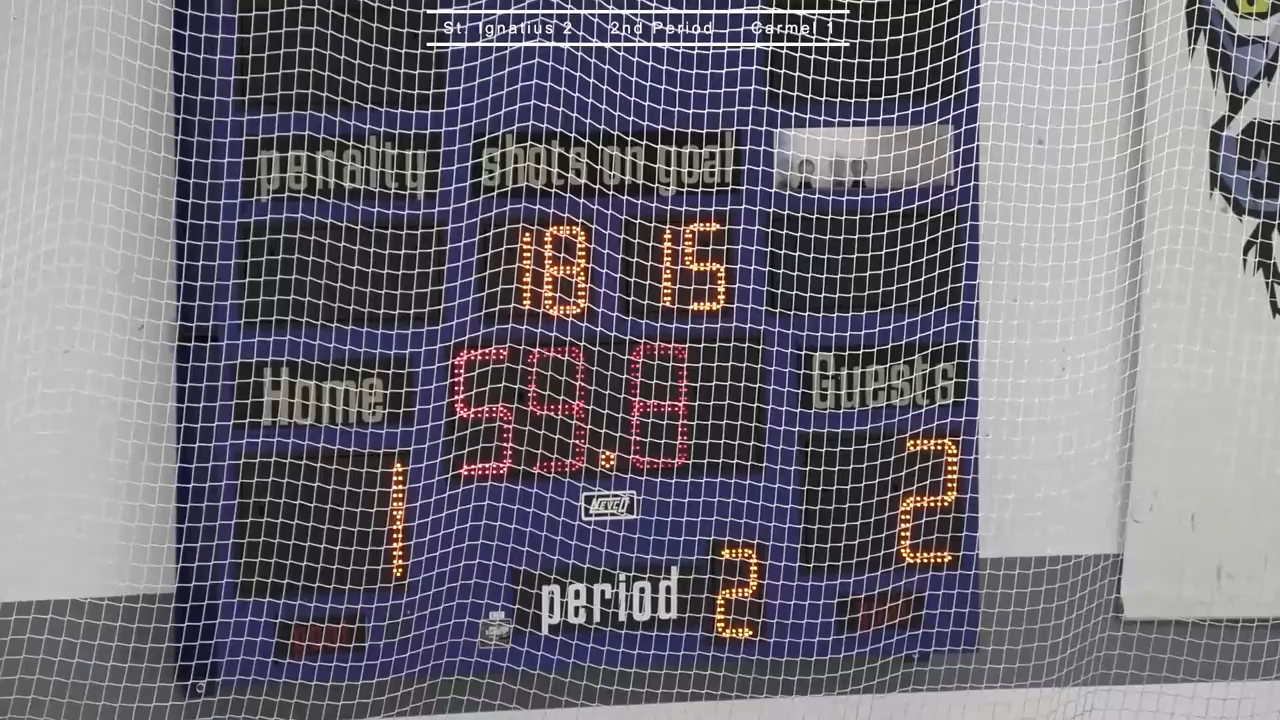 St. Ignatius 2 2nd Period Carmel 1
penalty shots on goal
18 15
59.8
Home Guests
1 2
NEVCO
period 2